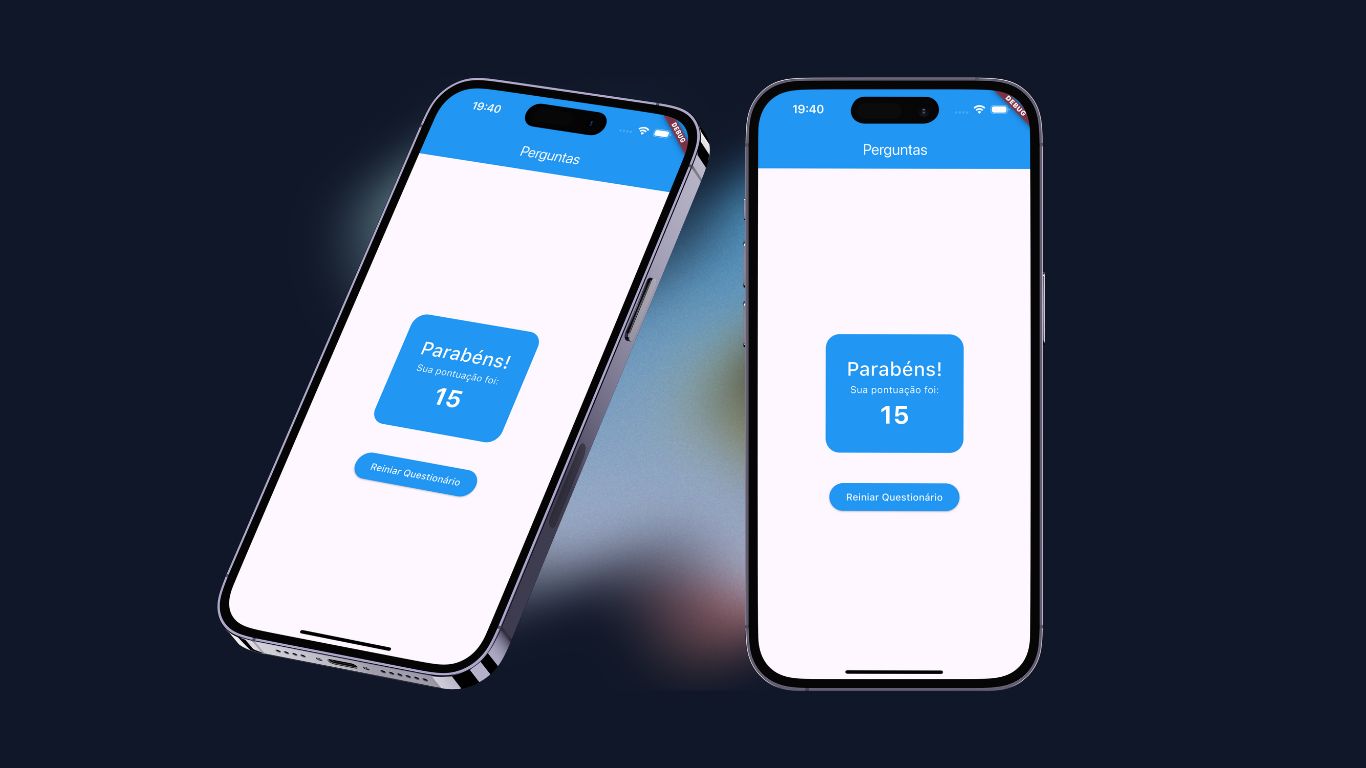 19:40
DEBUG
Perguntas
Parabéns!
Sua pontuação foi:
15
Reiniar Questionário
19:40
DEBUG
Perguntas
Parabéns!
Sua pontuação foi:
15
Reiniar Questionário